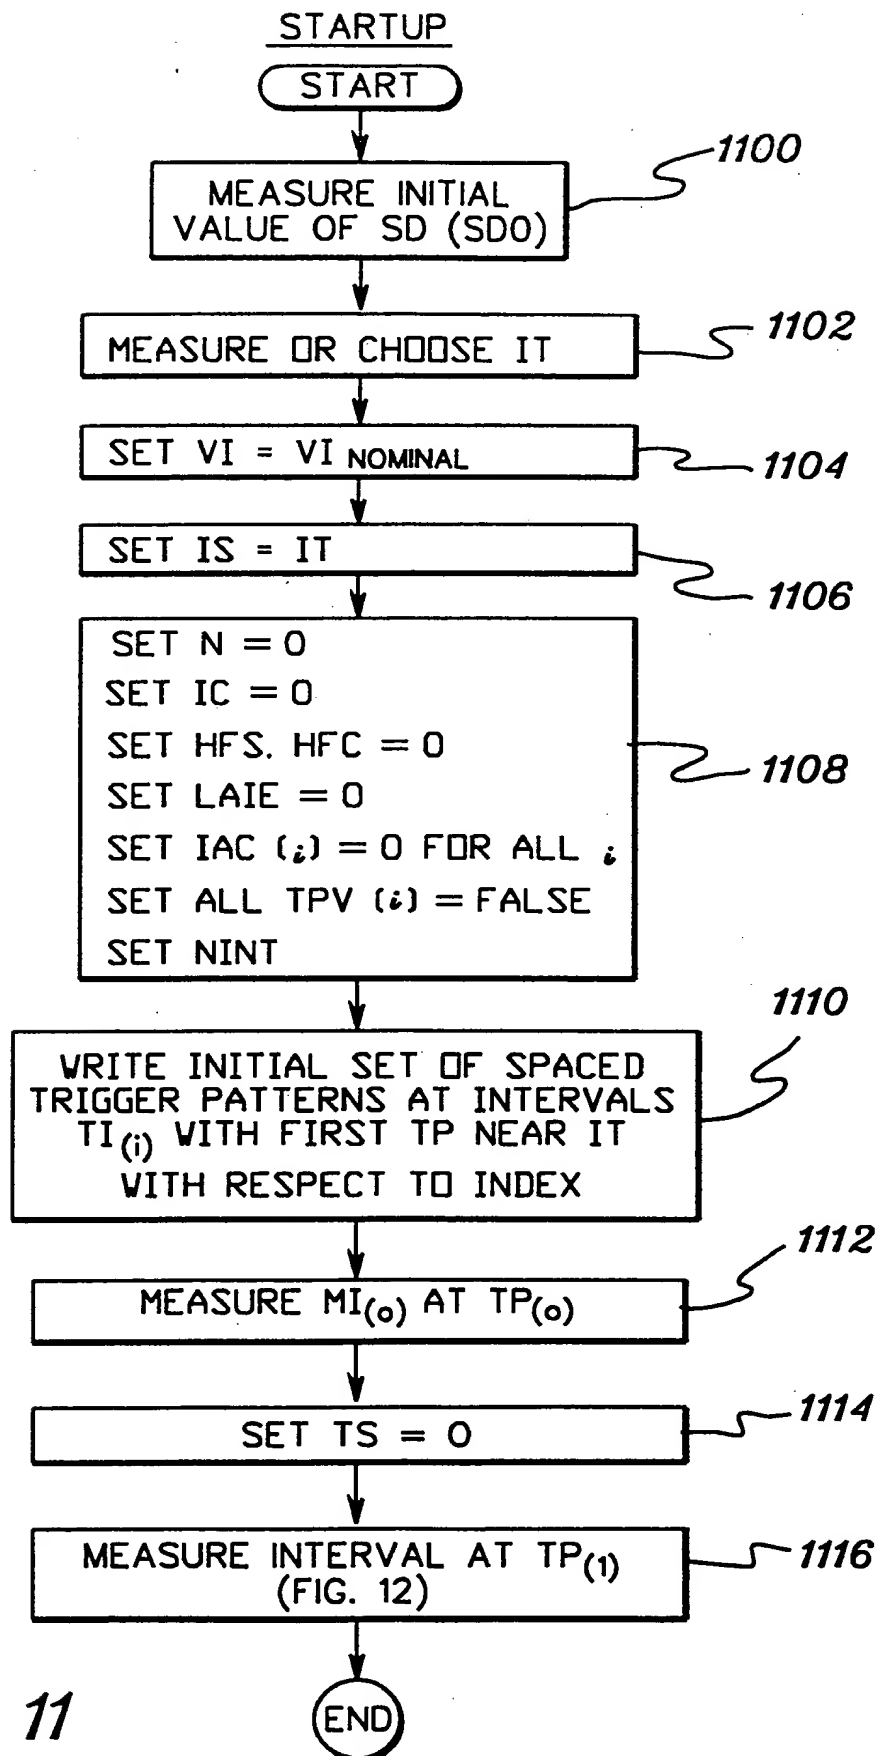 STARTUP
START
1100
MEASURE INITIAL
VALUE OF SD (SD0)
1102
MEASURE OR CHOOSE IT
SET VI = VI NOMINAL
1104
SET IS = IT
1106
SET N = 0
SET IC = 0
SET HFS. HFC = 0
1108
SET LAIE = 0
SET IAC (i) = 0 FOR ALL i
SET ALL TPV (i) = FALSE
SET NINT
1110
WRITE INITIAL SET OF SPACED
TRIGGER PATTERNS AT INTERVALS
TI(i) WITH FIRST TP NEAR IT
WITH RESPECT TO INDEX
1112
MEASURE MI(o) AT TP(o)
1114
SET TS = 0
1116
MEASURE INTERVAL AT TP(1)
(FIG. 12)
11
END